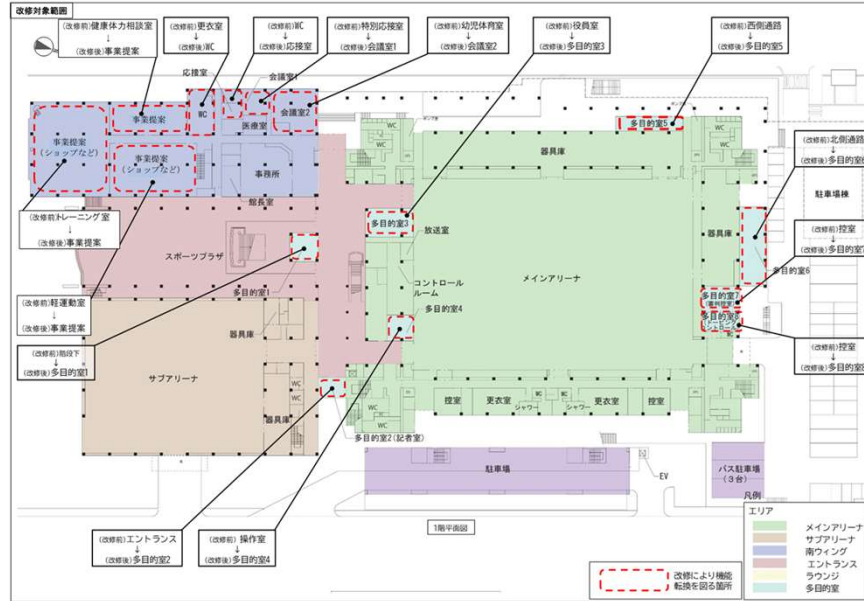 改修対象範囲
(改修前)健康体力相談室
↓
(改修後)事業提案
(改修前)更衣室
↓
(改修後)WC
(改修前)WC
↓
(改修後)応接室
(改修前)特別応接室
↓
(改修後)会議室1
(改修前)幼児体育室
↓
(改修後)会議室2
(改修前)役員室
↓
(改修後)多目的室3
(改修前)西側通路
↓
(改修後)多目的室5
応接室
会議室1
WC
会議室2
事業提案
医療室
事業提案
(ショップなど)
事業提案
(ショップなど)
事務所
館長室
WC
WC
器具庫
多目的室5
WC
WC
(改修前)北側通路
↓
(改修後)多目的室6
駐車場棟
(改修前)トレーニング室
↓
(改修後)事業提案
多目的室3
放送室
器具庫
(改修前)控室
↓
(改修後)多目的室7
スポーツプラザ
メインアリーナ
多目的室6
多目的室1
コントロール
ルーム
多目的室7
多目的室8
(改修前)軽運動室
↓
(改修後)事業提案
多目的室4
器具庫
(改修前)階段下
↓
(改修後)多目的室1
(改修前)控室
↓
(改修後)多目的室8
サブアリーナ
WC
WC
器具庫
WC
WC
控室
更衣室
WC
WC
更衣室
控室
シャワー
シャワー
WC
WC
多目的室2(記者室)
駐車場
EV
バス駐車場
(3台)
凡例
(改修前)エントランス
↓
(改修後)多目的室2
(改修前)操作室
↓
(改修後)多目的室4
1階平面図
エリア
メインアリーナ
サブアリーナ
南ウィング
エントランス
ラウンジ
多目的室
改修により機能
転換を図る箇所